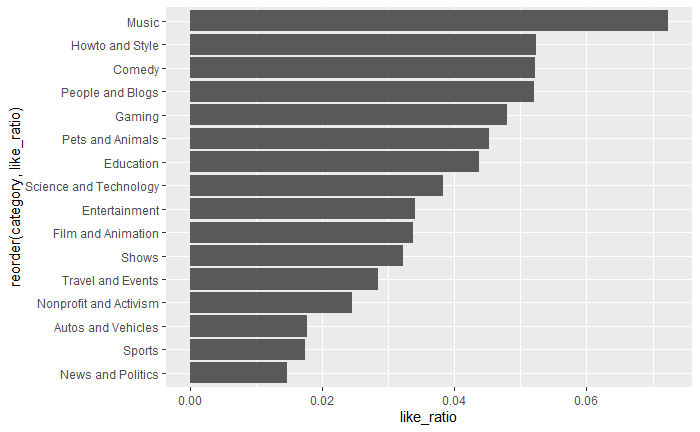 reorder(category, like_ratio)
Music
Howto and Style
Comedy
People and Blogs
Gaming
Pets and Animals
Education
Science and Technology
Entertainment
Film and Animation
Shows
Travel and Events
Nonprofit and Activism
Autos and Vehicles
Sports
News and Politics
0.00 0.02 0.04 0.06
like_ratio